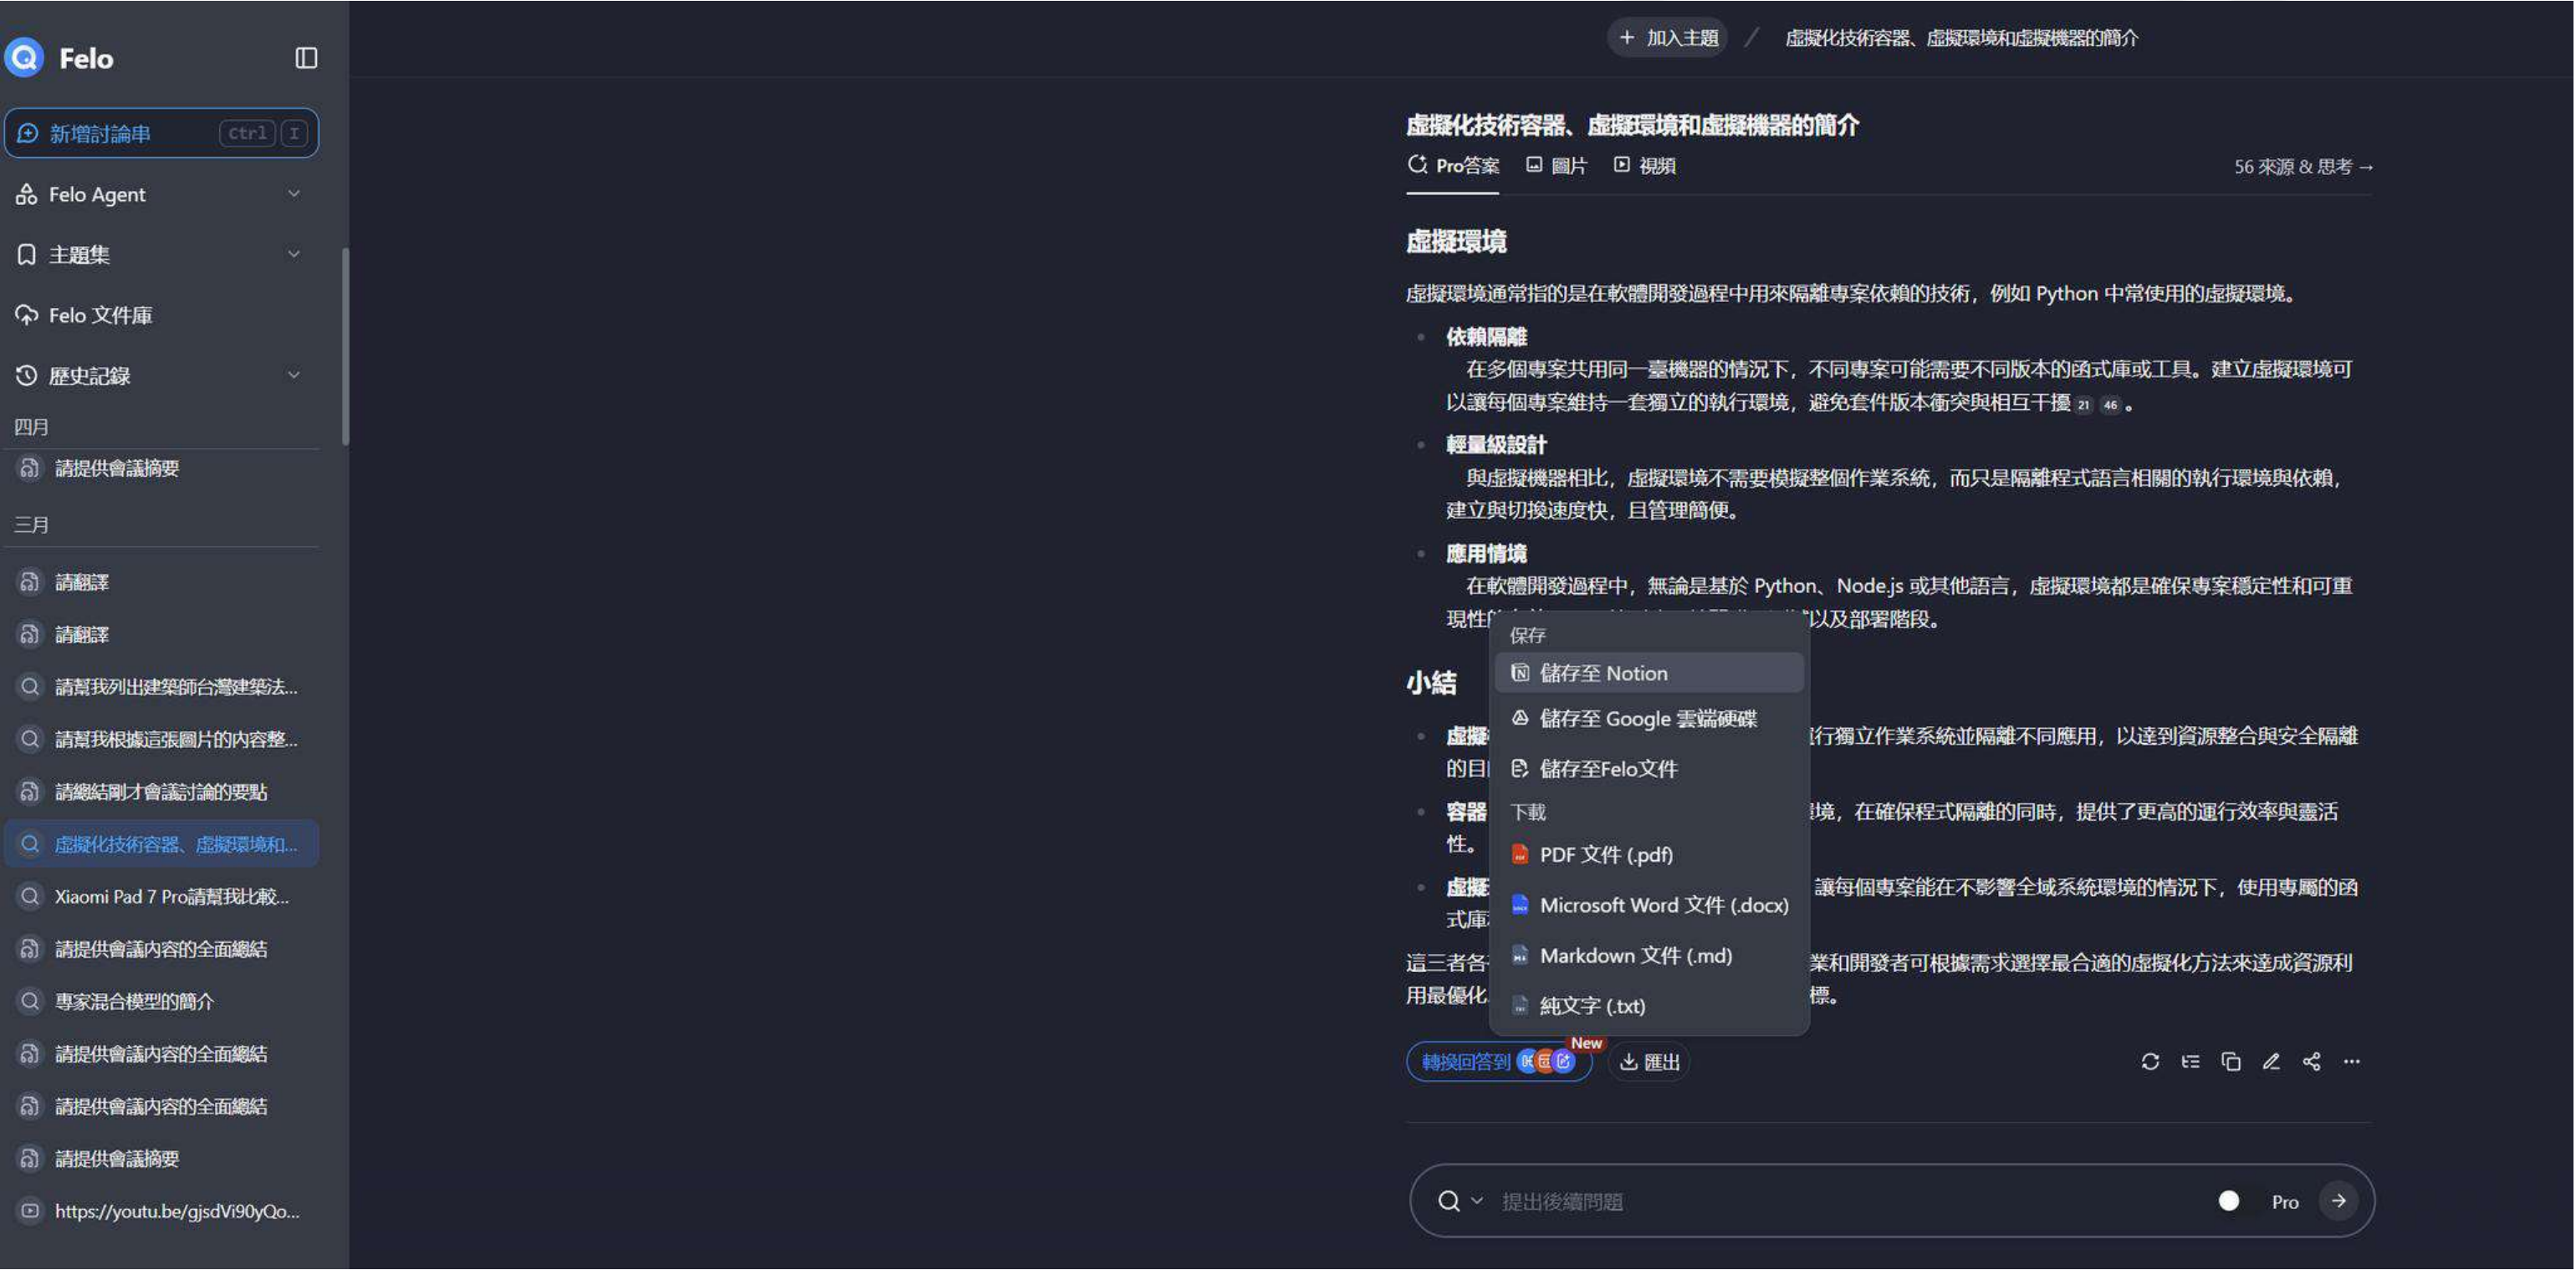 Felo
新增討論串 Ctrl I
Felo Agent
主題集
Felo 文件庫
歷史記錄
四月
請提供會議摘要
三月
請翻譯
請翻譯
請幫我列出建築師台灣建築法...
請幫我根據這張圖片的內容整...
請總結剛才會議討論的要點
虛擬化技術容器、虛擬環境和...
Xiaomi Pad 7 Pro請幫我比較...
請提供會議內容的全面總結
專家混合模型的簡介
請提供會議內容的全面總結
請提供會議內容的全面總結
請提供會議摘要
https://youtu.be/gjsdVi90yQo...
+ 加入主題 / 虛擬化技術容器、虛擬環境和虛擬機器的簡介
虛擬化技術容器、虛擬環境和虛擬機器的簡介
Pro答案 圖片 視頻 56 來源 & 思考 →
虛擬環境
虛擬環境通常指的是在軟體開發過程中用來隔離專案依賴的技術，例如 Python 中常使用的虛擬環境。
依賴隔離
在多個專案共用同一臺機器的情況下，不同專案可能需要不同版本的函式庫或工具。建立虛擬環境可
以讓每個專案維持一套獨立的執行環境，避免套件版本衝突與相互干擾 21 46 。
輕量級設計
與虛擬機器相比，虛擬環境不需要模擬整個作業系統，而只是隔離程式語言相關的執行環境與依賴，
建立與切換速度快，且管理簡便。
應用情境
在軟體開發過程中，無論是基於 Python、Node.js 或其他語言，虛擬環境都是確保專案穩定性和可重
現性 以及部署階段。
小結
虛擬 行獨立作業系統並隔離不同應用，以達到資源整合與安全隔離
的目
容器 境，在確保程式隔離的同時，提供了更高的運行效率與靈活
性。
虛擬 讓每個專案能在不影響全域系統環境的情況下，使用專屬的函
式庫
這三者各 業和開發者可根據需求選擇最合適的虛擬化方法來達成資源利
用最優化 標。
保存
儲存至 Notion
儲存至 Google 雲端硬碟
儲存至Felo文件
下載
PDF 文件 (.pdf)
Microsoft Word 文件 (.docx)
Markdown 文件 (.md)
純文字 (.txt)
轉換回答到 New 匯出
提出後續問題 Pro